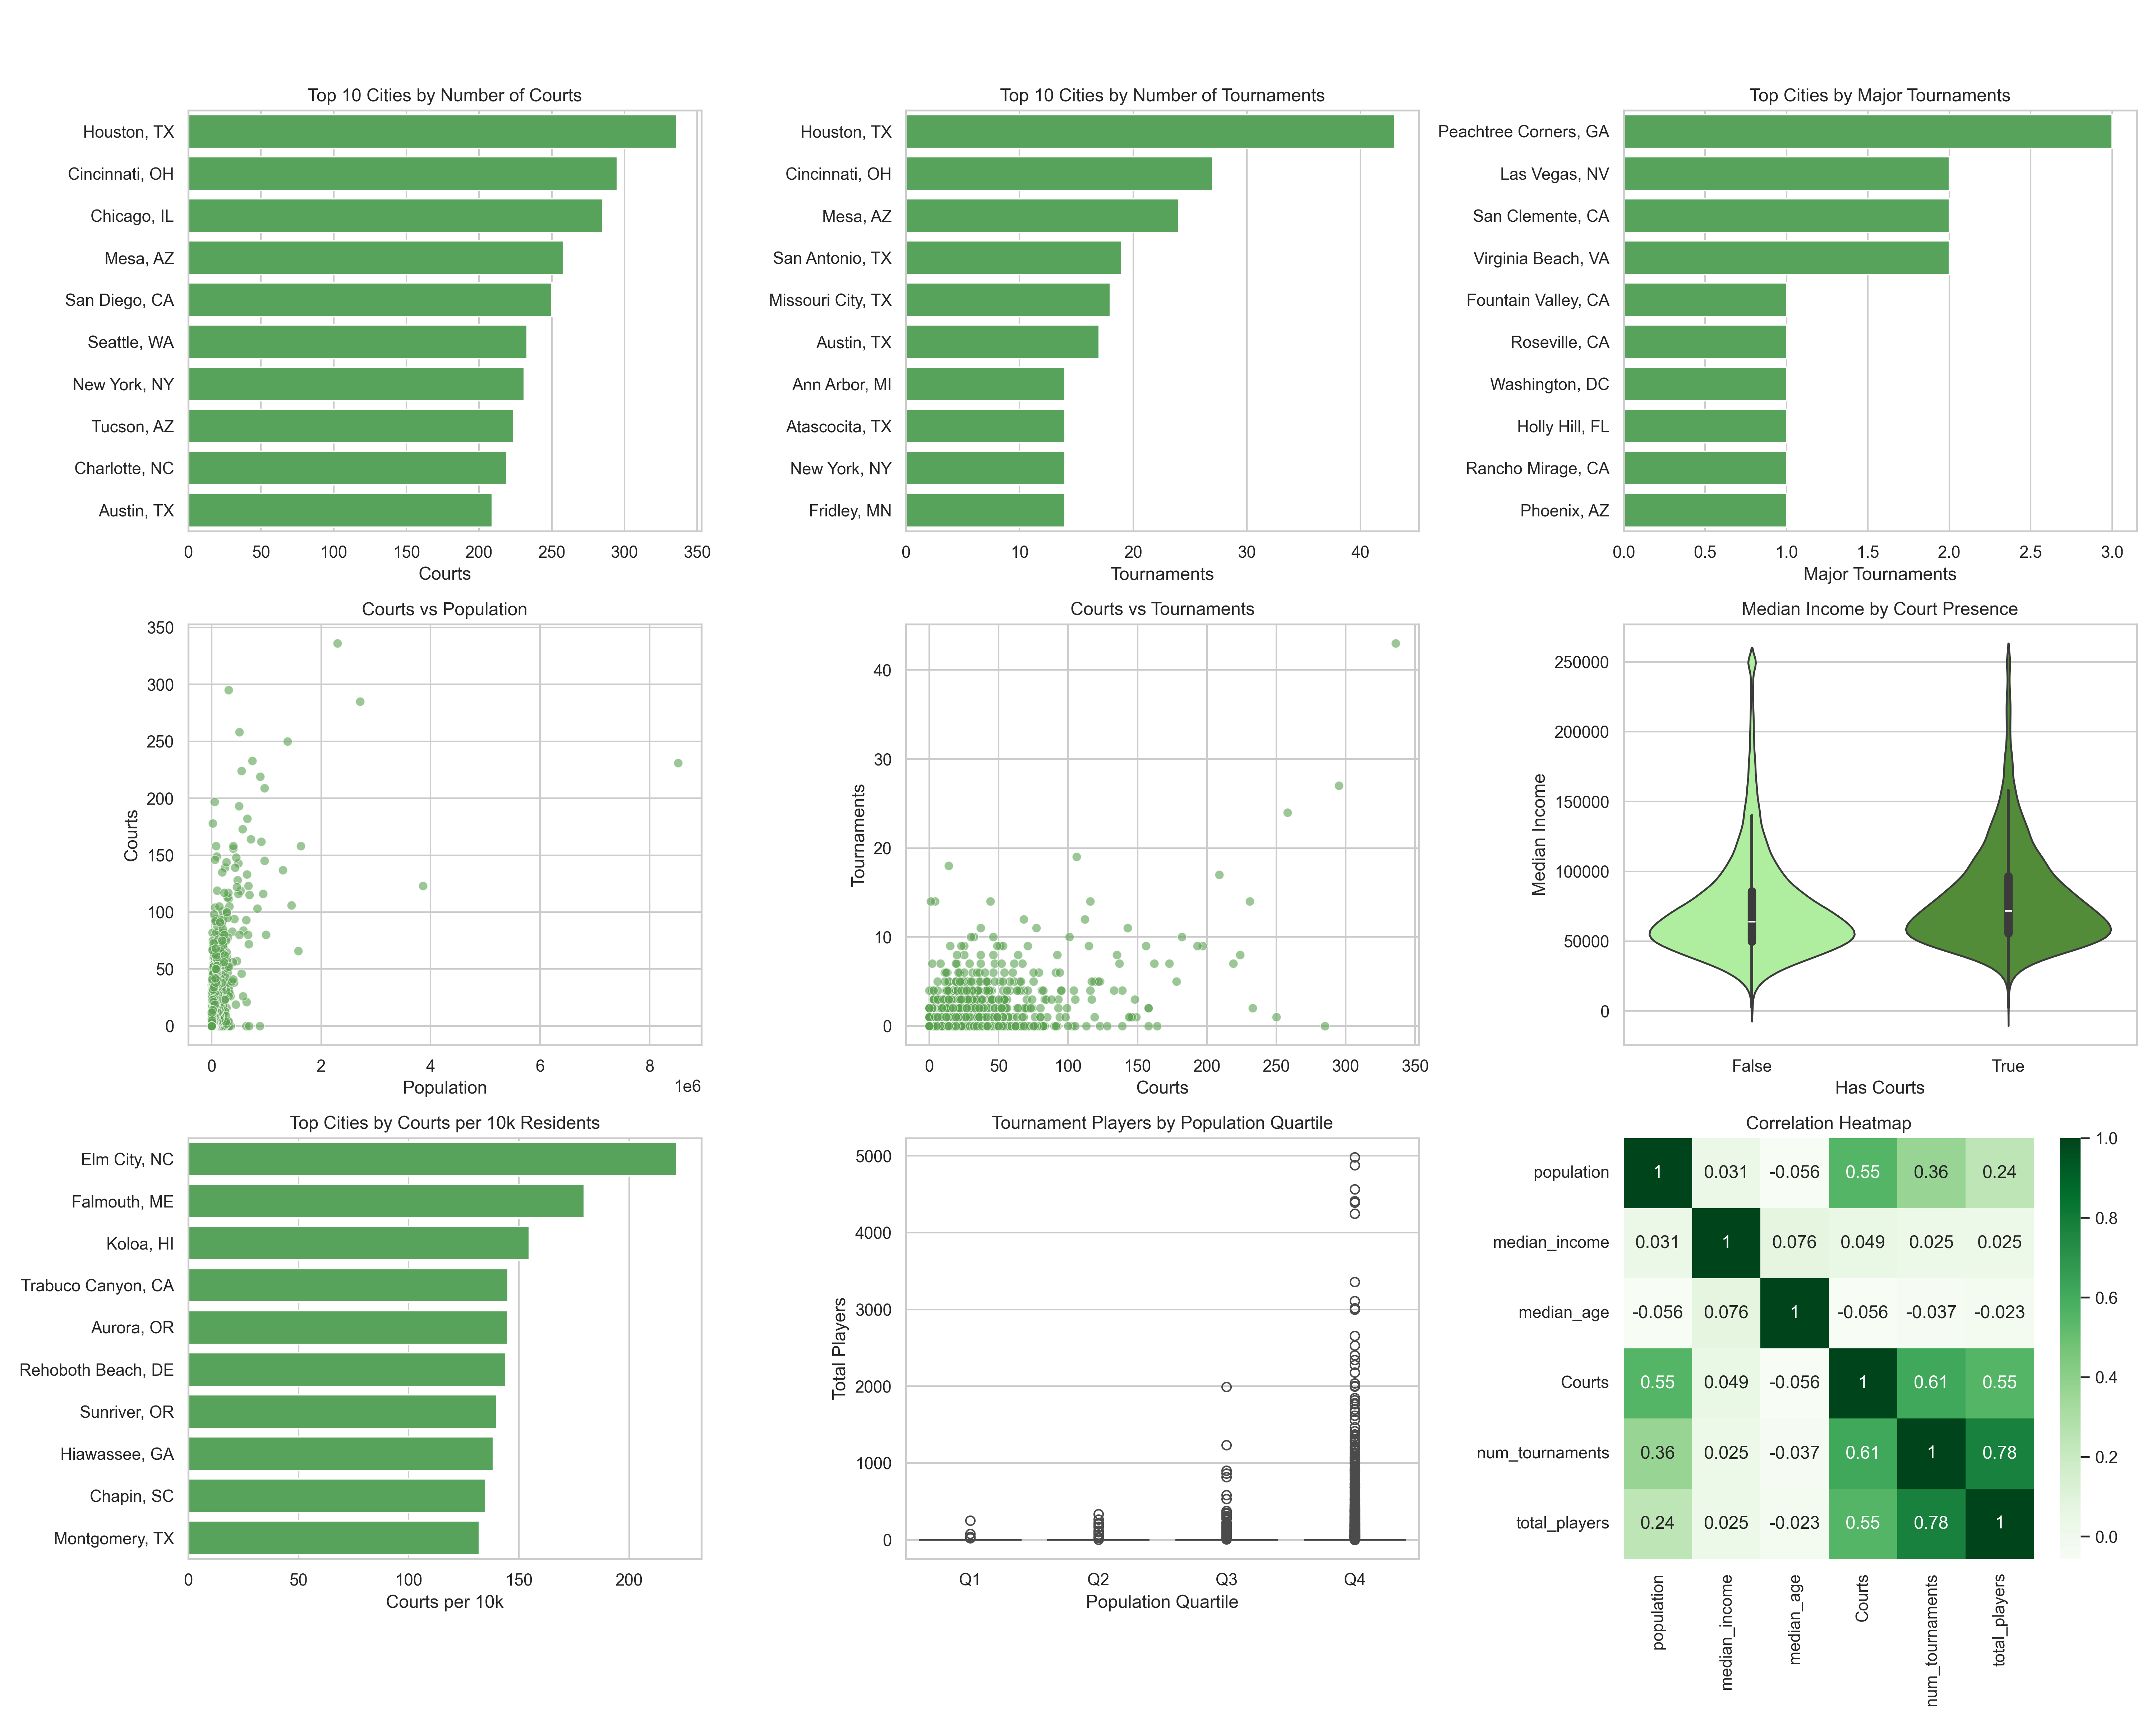 Top 10 Cities by Number of Courts
Houston, TX
Cincinnati, OH
Chicago, IL
Mesa, AZ
San Diego, CA
Seattle, WA
New York, NY
Tucson, AZ
Charlotte, NC
Austin, TX
0 50 100 150 200 250 300 350
Courts
Top 10 Cities by Number of Tournaments
Houston, TX
Cincinnati, OH
Mesa, AZ
San Antonio, TX
Missouri City, TX
Austin, TX
Ann Arbor, MI
Atascocita, TX
New York, NY
Fridley, MN
0 10 20 30 40
Tournaments
Top Cities by Major Tournaments
Peachtree Corners, GA
Las Vegas, NV
San Clemente, CA
Virginia Beach, VA
Fountain Valley, CA
Roseville, CA
Washington, DC
Holly Hill, FL
Rancho Mirage, CA
Phoenix, AZ
0.0 0.5 1.0 1.5 2.0 2.5 3.0
Major Tournaments
Courts vs Population
350
300
250
200
150
100
50
0
Courts
0 2 4 6 8
Population
1e6
Courts vs Tournaments
40
30
20
10
0
Tournaments
0 50 100 150 200 250 300 350
Courts
Median Income by Court Presence
250000
200000
150000
100000
50000
0
Median Income
False True
Has Courts
Top Cities by Courts per 10k Residents
Elm City, NC
Falmouth, ME
Koloa, HI
Trabuco Canyon, CA
Aurora, OR
Rehoboth Beach, DE
Sunriver, OR
Hiawassee, GA
Chapin, SC
Montgomery, TX
0 50 100 150 200
Courts per 10k
Tournament Players by Population Quartile
5000
4000
3000
2000
1000
0
Total Players
Q1 Q2 Q3 Q4
Population Quartile
Correlation Heatmap
population 1 0.031 -0.056 0.55 0.36 0.24
median_income 0.031 1 0.076 0.049 0.025 0.025
median_age -0.056 0.076 1 -0.056 -0.037 -0.023
Courts 0.55 0.049 -0.056 1 0.61 0.55
num_tournaments 0.36 0.025 -0.037 0.61 1 0.78
total_players 0.24 0.025 -0.023 0.55 0.78 1
population
median_income
median_age
Courts
num_tournaments
total_players
1.0
0.8
0.6
0.4
0.2
0.0